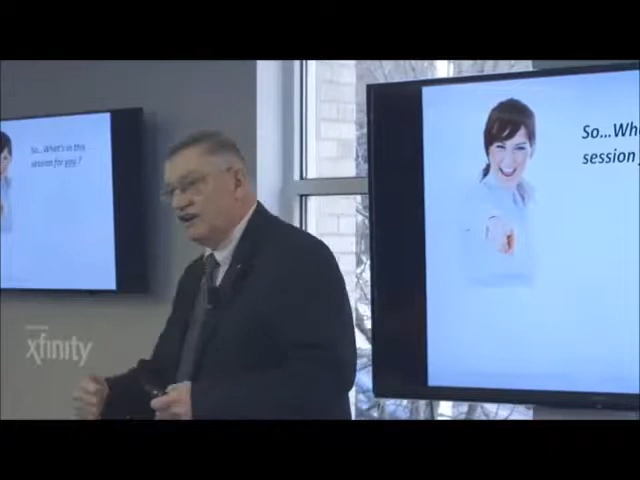 So... What's in this
session for you?
xfinity
So...Wh
session